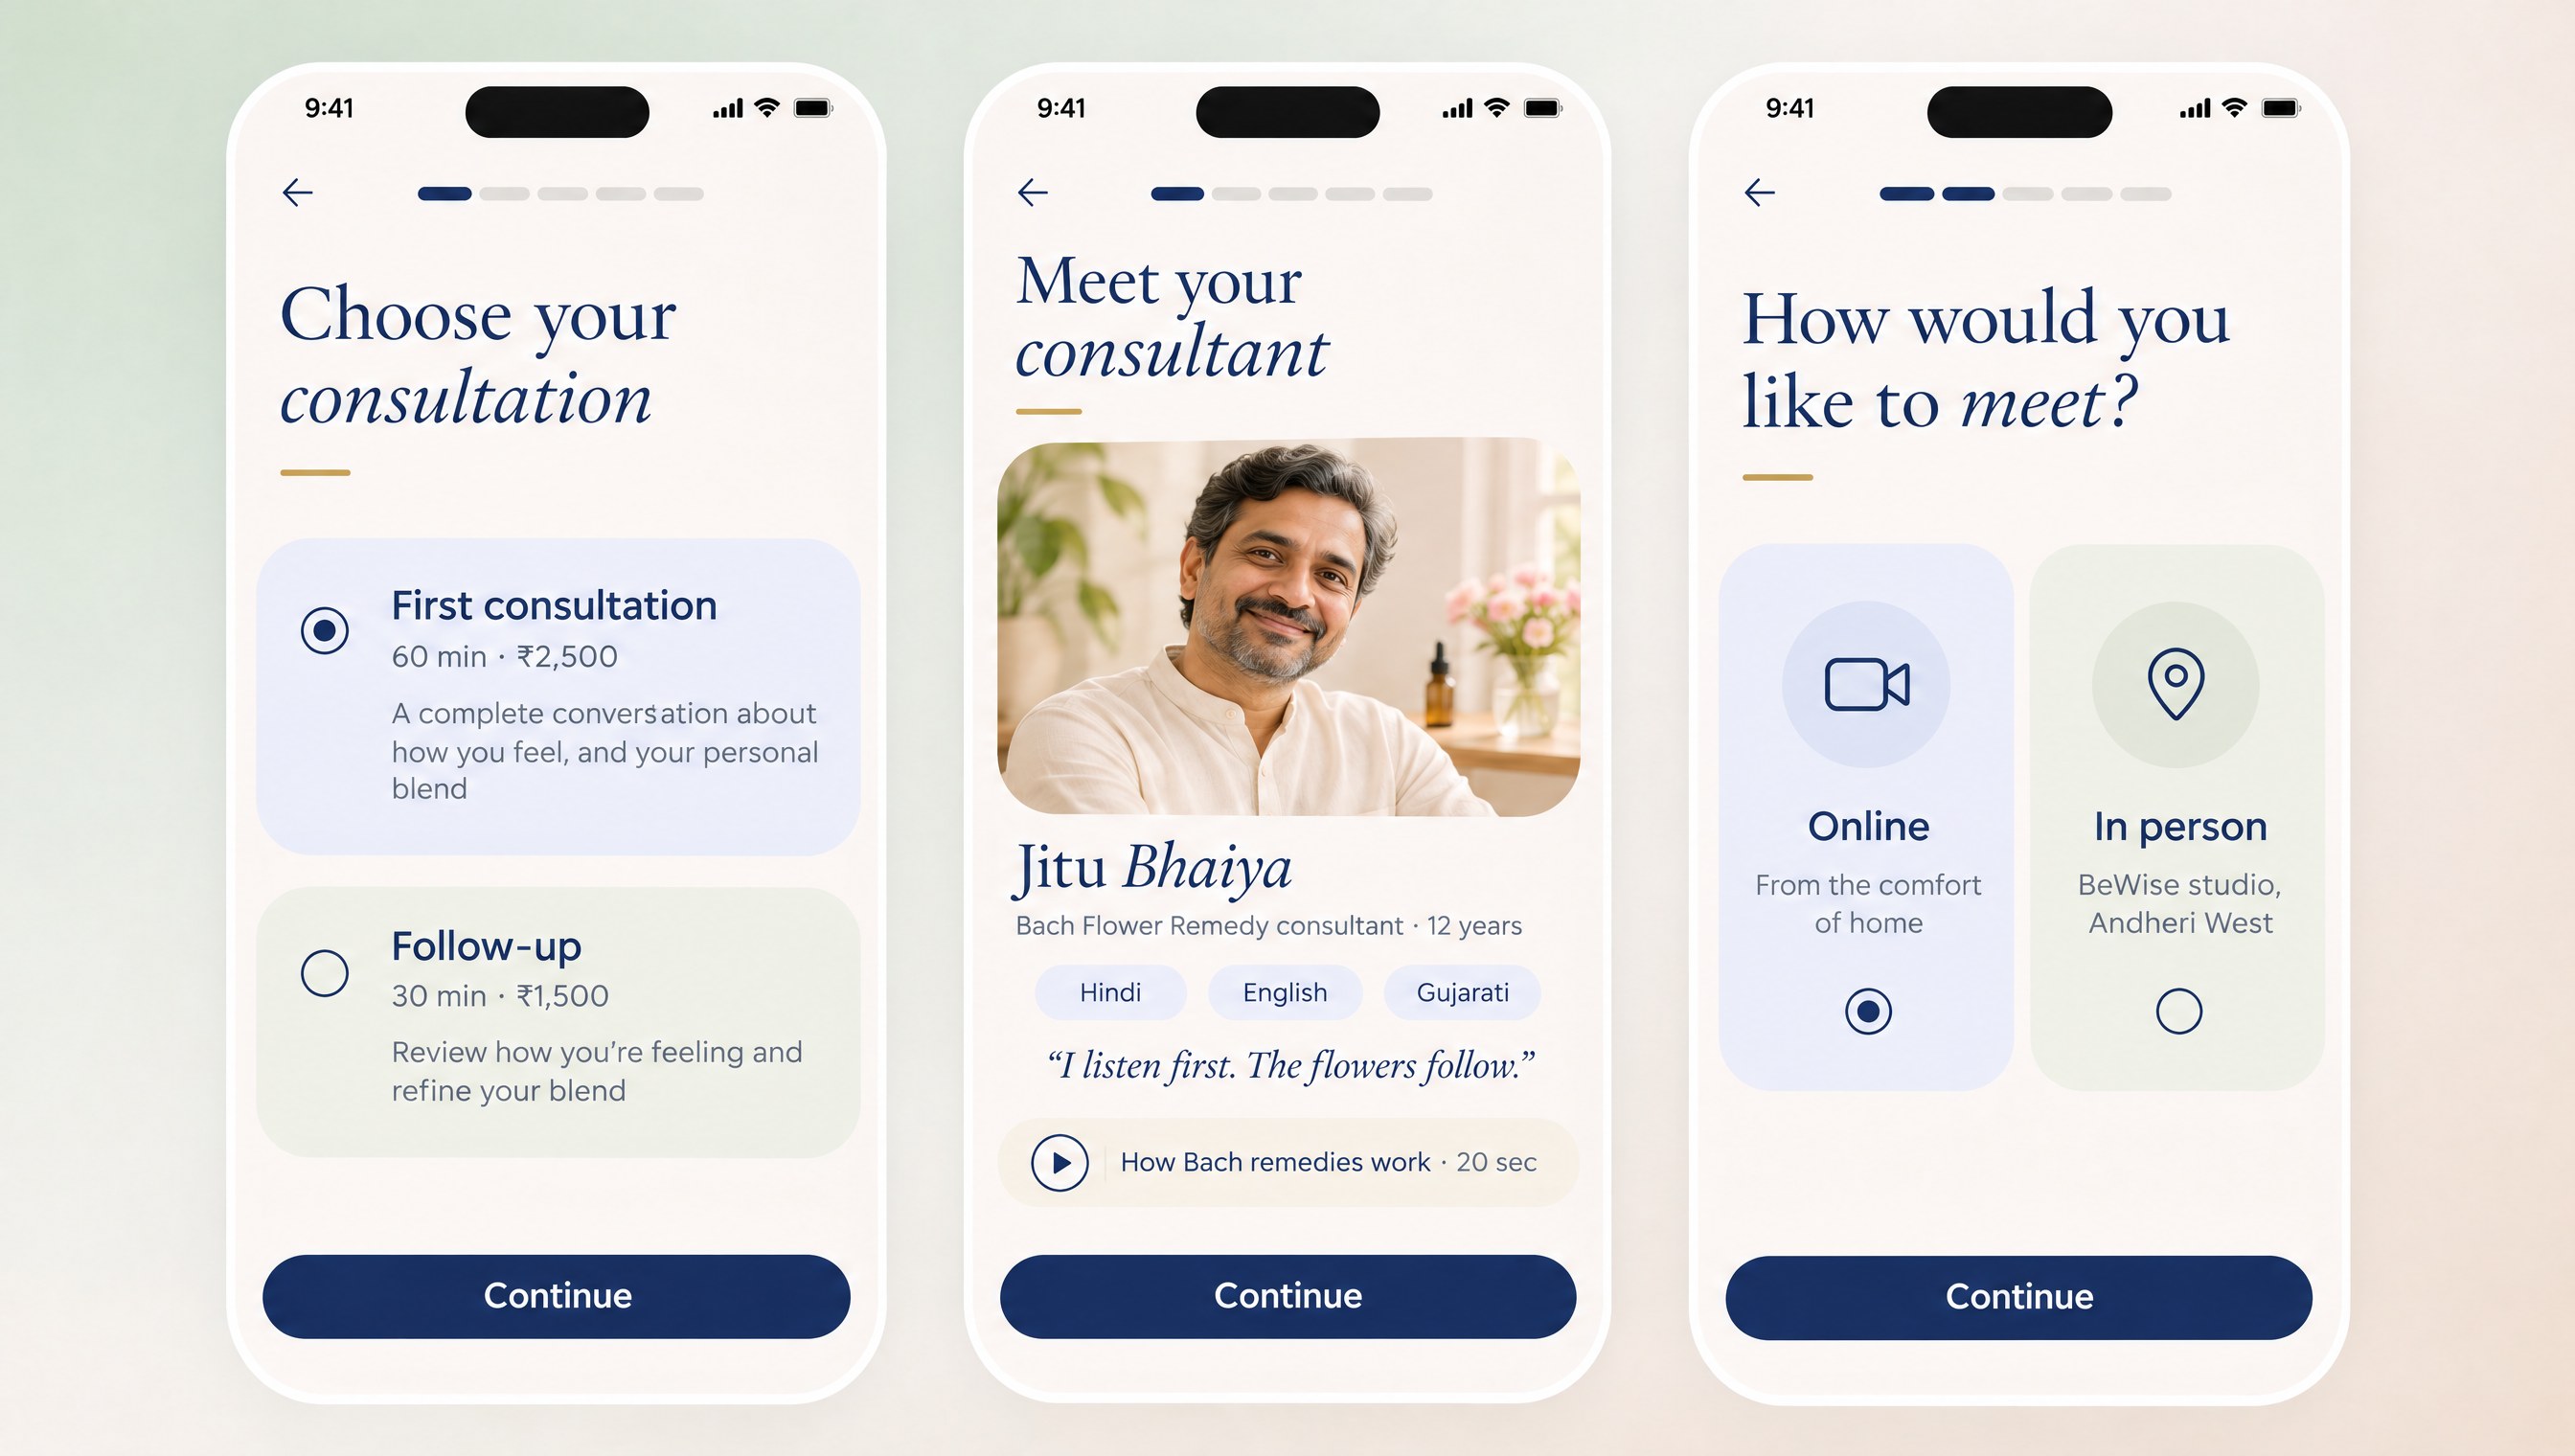 9:41
Choose your
consultation
First consultation
60 min · ₹2,500
A complete conversation about
how you feel, and your personal
blend
Follow-up
30 min · ₹1,500
Review how you’re feeling and
refine your blend
Continue
9:41
Meet your
consultant
Jitu Bhaiya
Bach Flower Remedy consultant · 12 years
Hindi
English
Gujarati
“I listen first. The flowers follow.”
How Bach remedies work · 20 sec
Continue
9:41
How would you
like to meet?
Online
From the comfort
of home
In person
BeWise studio,
Andheri West
Continue